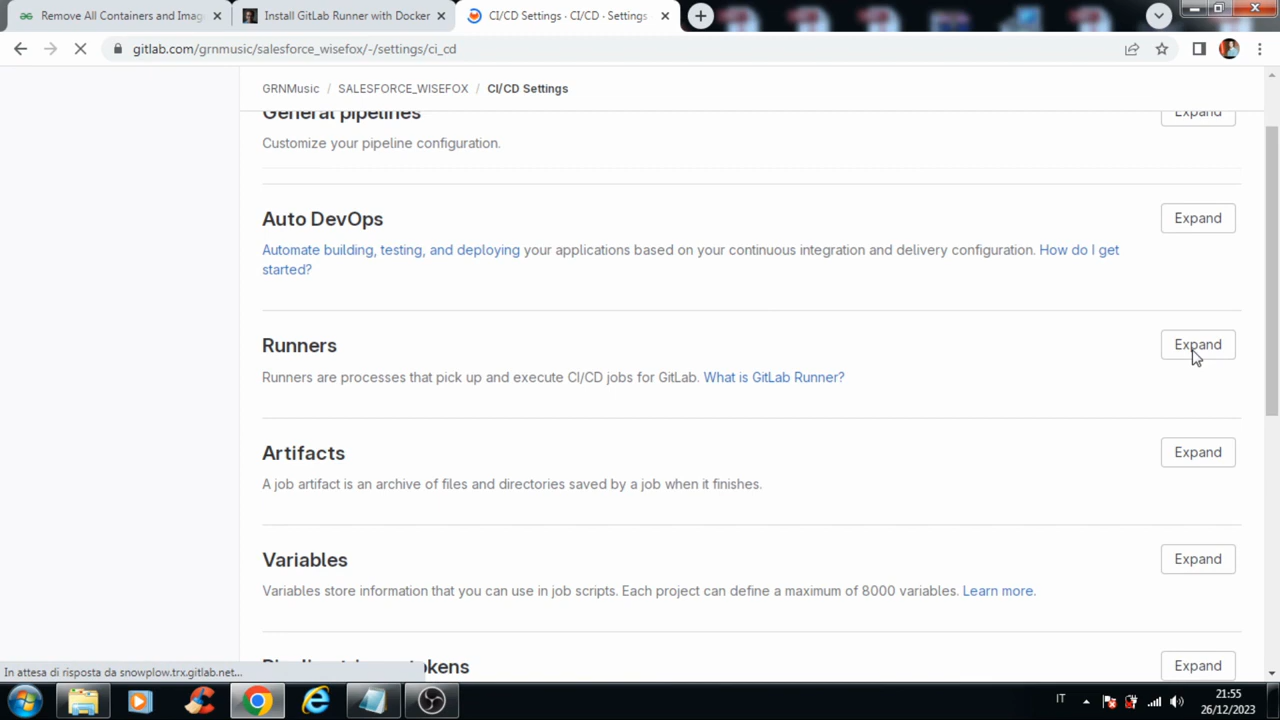 Remove All Containers and Imag
Install GitLab Runner with Docker
CI/CD Settings · CI/CD · Settings
gitlab.com/grnmusic/salesforce_wisefox/-/settings/ci_cd
GRNMusic / SALESFORCE_WISEFOX / CI/CD Settings
General pipelines
Expand
Customize your pipeline configuration.
Auto DevOps
Expand
Automate building, testing, and deploying your applications based on your continuous integration and delivery configuration. How do I get
started?
Runners
Expand
Runners are processes that pick up and execute CI/CD jobs for GitLab. What is GitLab Runner?
Artifacts
Expand
A job artifact is an archive of files and directories saved by a job when it finishes.
Variables
Expand
Variables store information that you can use in job scripts. Each project can define a maximum of 8000 variables. Learn more.
tokens
Expand
In attesa di risposta da snowplow.trx.gitlab.net...
IT
21:55
26/12/2023